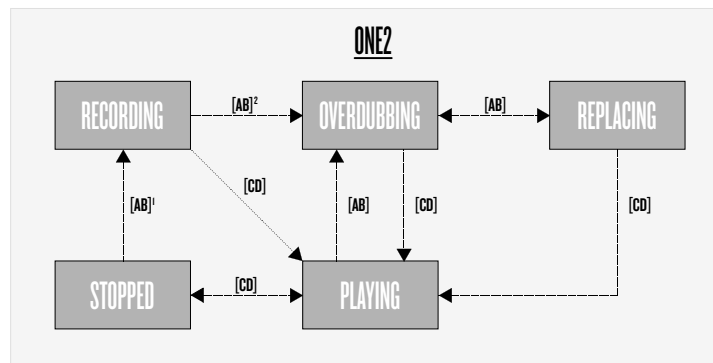 ONE2
RECORDING
[AB]²
OVERDUBBING
[AB]
REPLACING
[CD]
[AB]¹
[AB]
[CD]
[CD]
STOPPED
[CD]
PLAYING